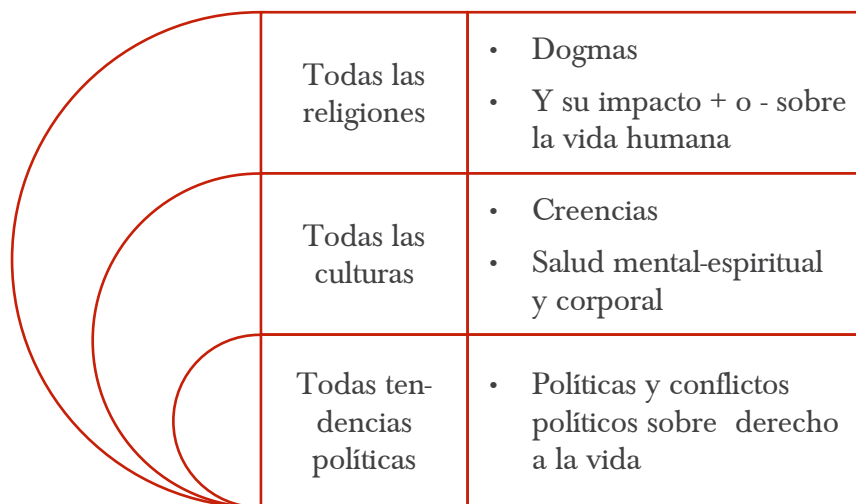 Todas las
religiones
• Dogmas
• Y su impacto + o - sobre
la vida humana
Todas las
culturas
• Creencias
• Salud mental-espiritual
y corporal
Todas ten-
dencias
políticas
• Políticas y conflictos
políticos sobre derecho
a la vida